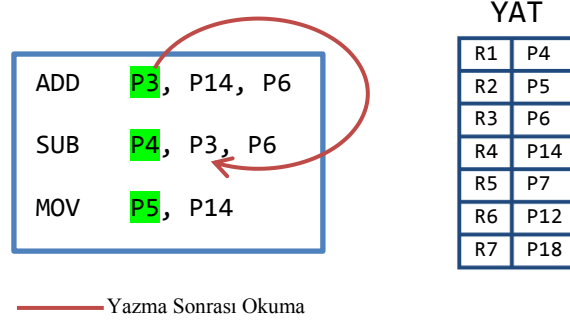 YAT
ADD P3, P14, P6
SUB P4, P3, P6
MOV P5, P14
R1 P4
R2 P5
R3 P6
R4 P14
R5 P7
R6 P12
R7 P18
Yazma Sonrası Okuma